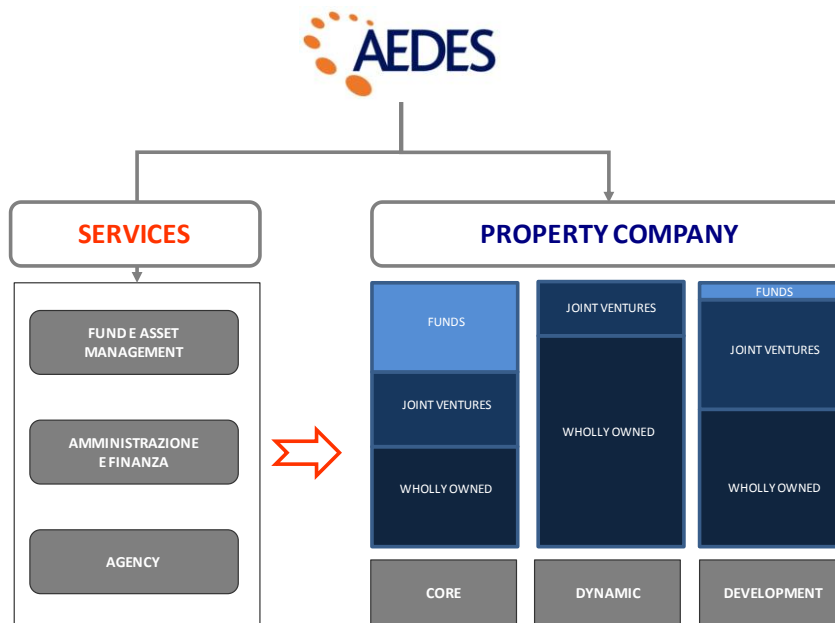 AEDES
SERVICES
PROPERTY COMPANY
FUND E ASSET
MANAGEMENT
AMMINISTRAZIONE
E FINANZA
AGENCY
FUNDS
JOINT VENTURES
WHOLLY OWNED
JOINT VENTURES
WHOLLY OWNED
FUNDS
JOINT VENTURES
WHOLLY OWNED
CORE
DYNAMIC
DEVELOPMENT